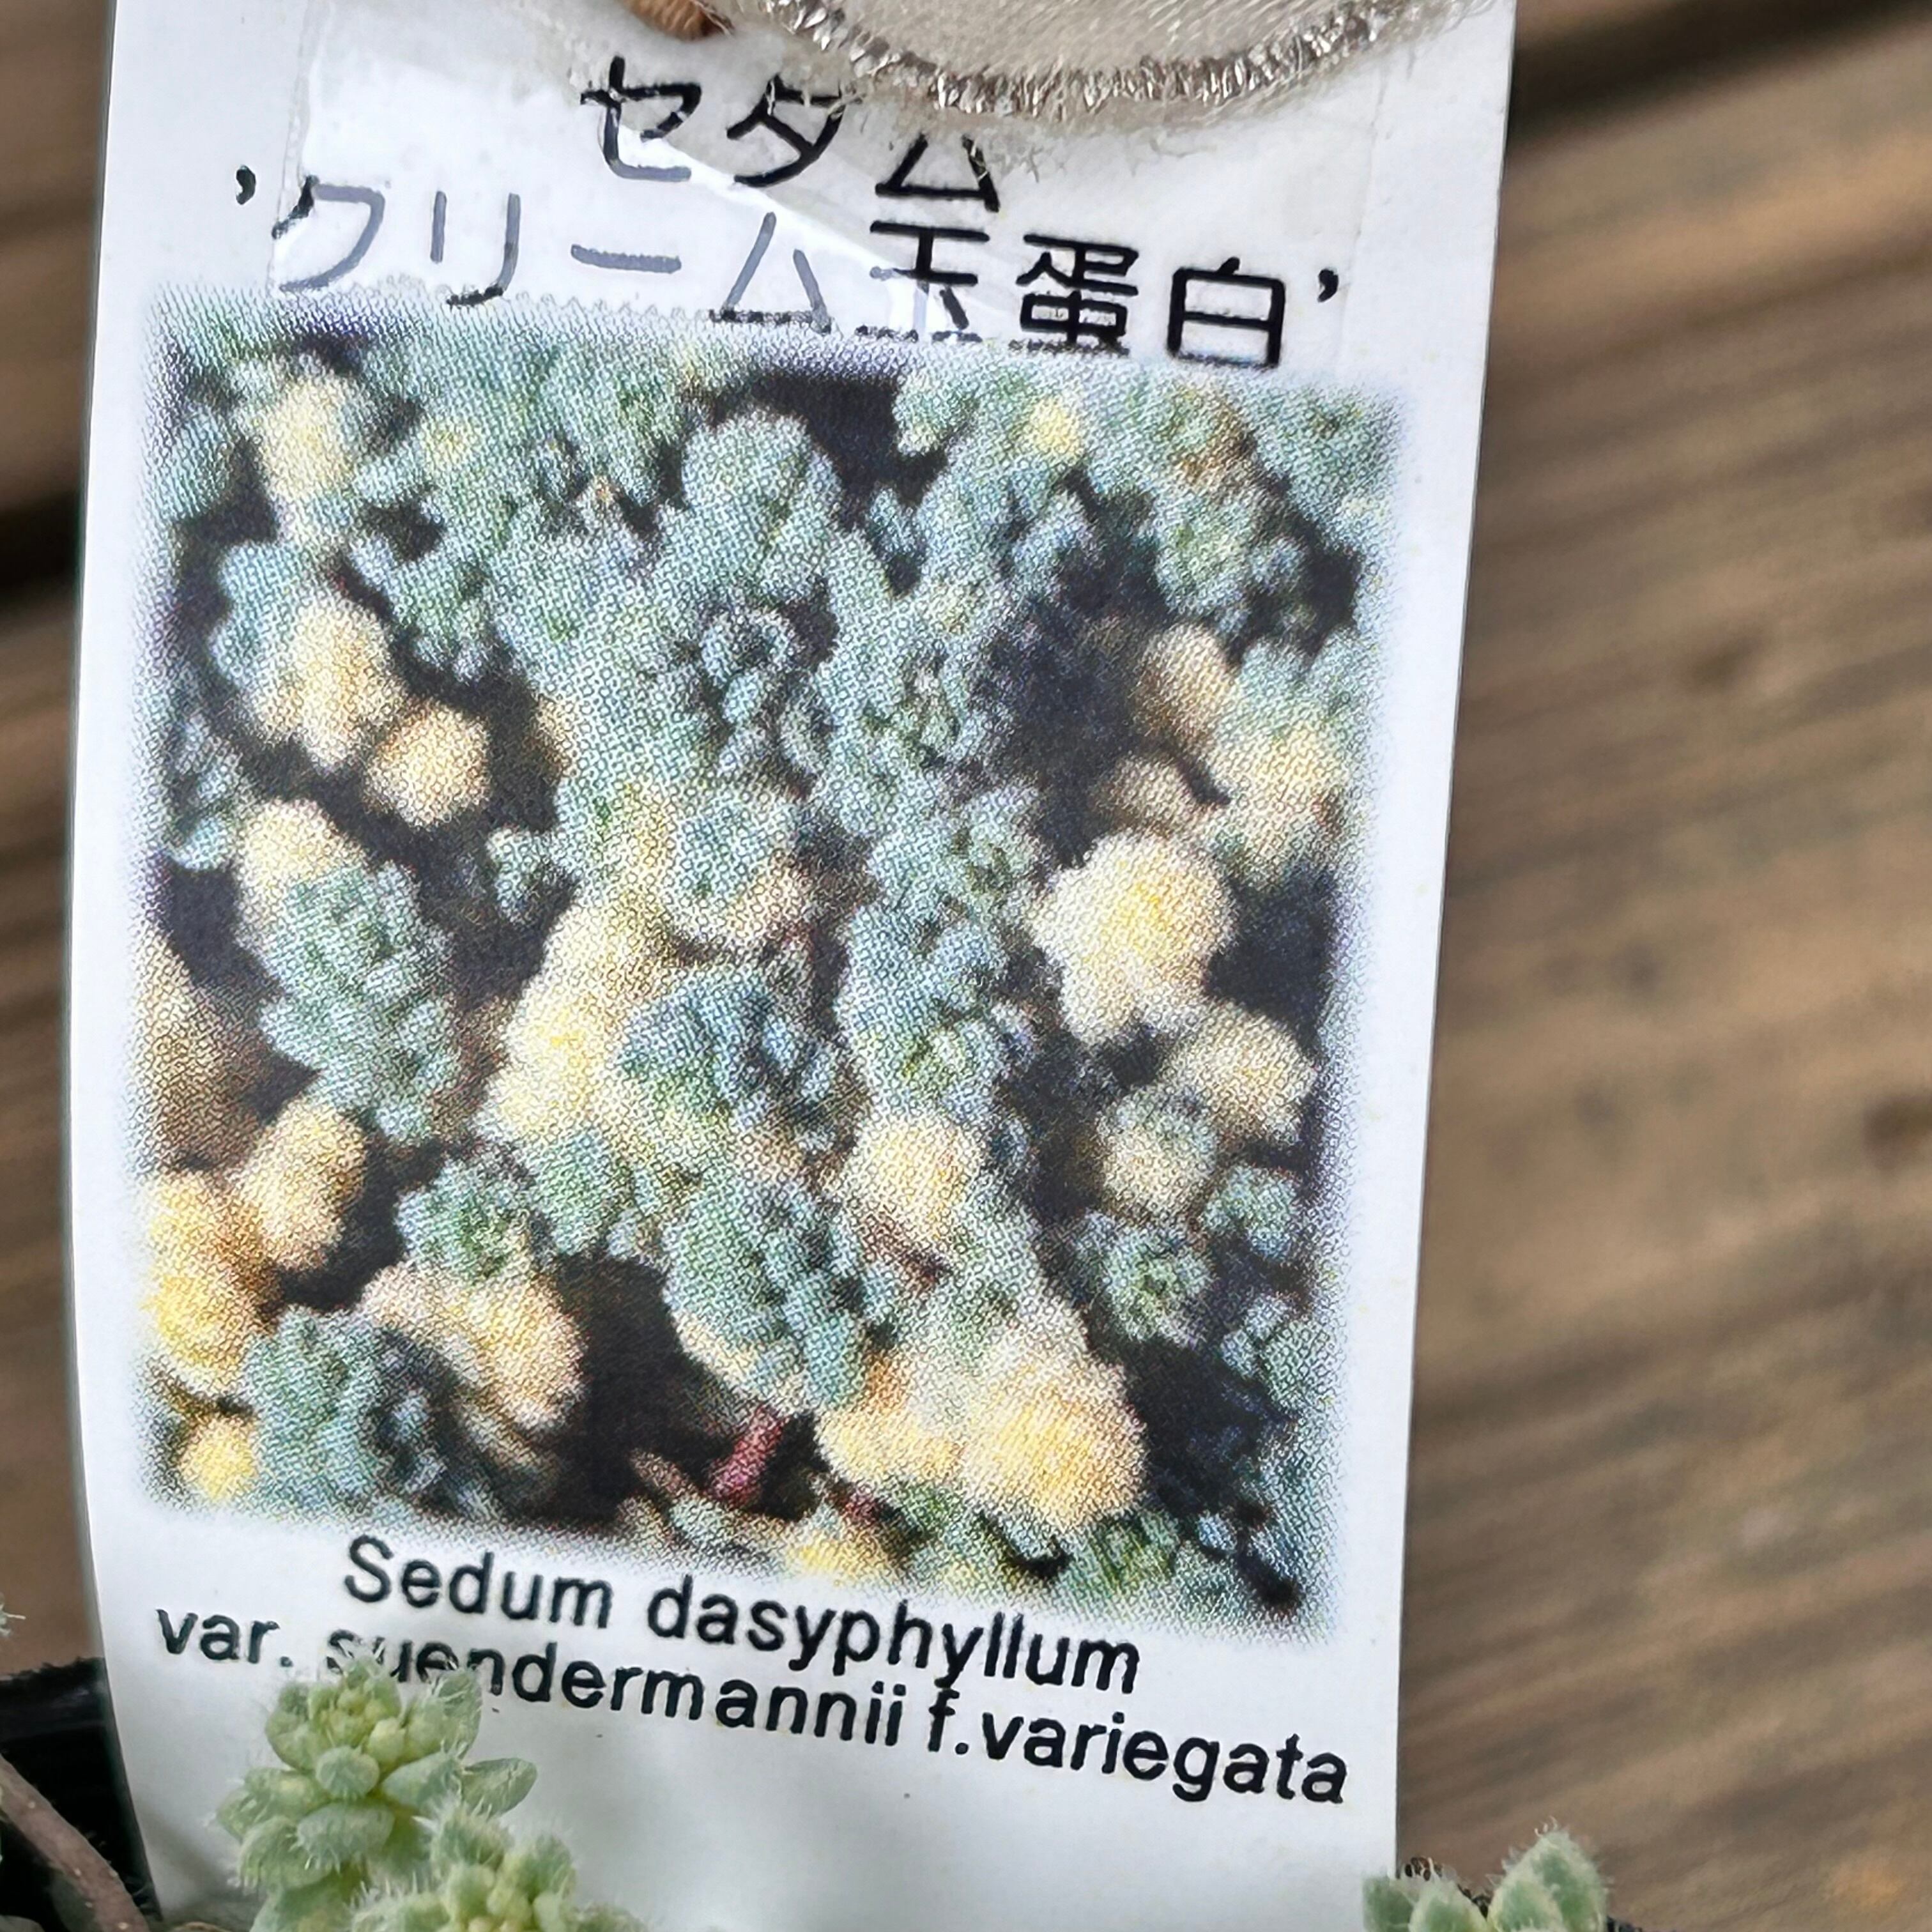 セダム
’クリーム玉蛋白’
Sedum dasyphyllum
var. suendermannii f.variegata